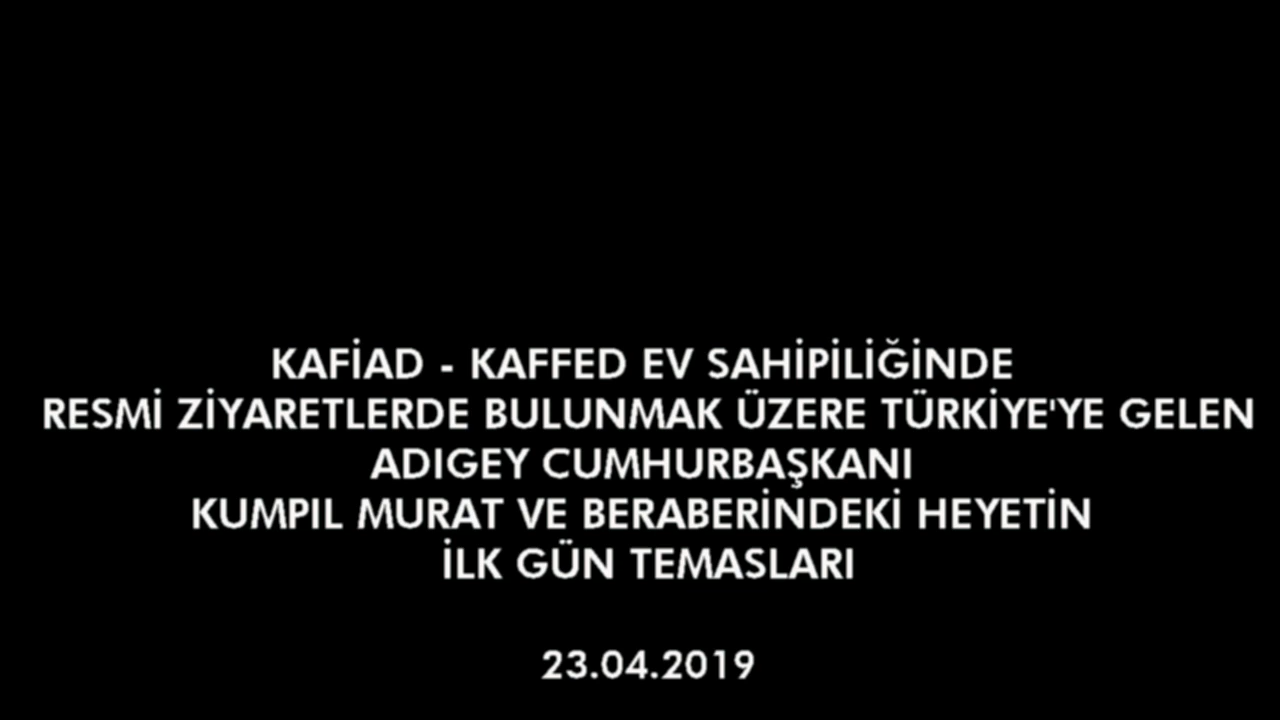 KAFİAD - KAFFED EV SAHİPİLİĞİNDE
RESMİ ZİYARETLERDE BULUNMAK ÜZERE TÜRKİYE'YE GELEN
ADIGEY CUMHURBAŞKANI
KUMPIL MURAT VE BERABERİNDEKİ HEYETİN
İLK GÜN TEMASLARI
23.04.2019